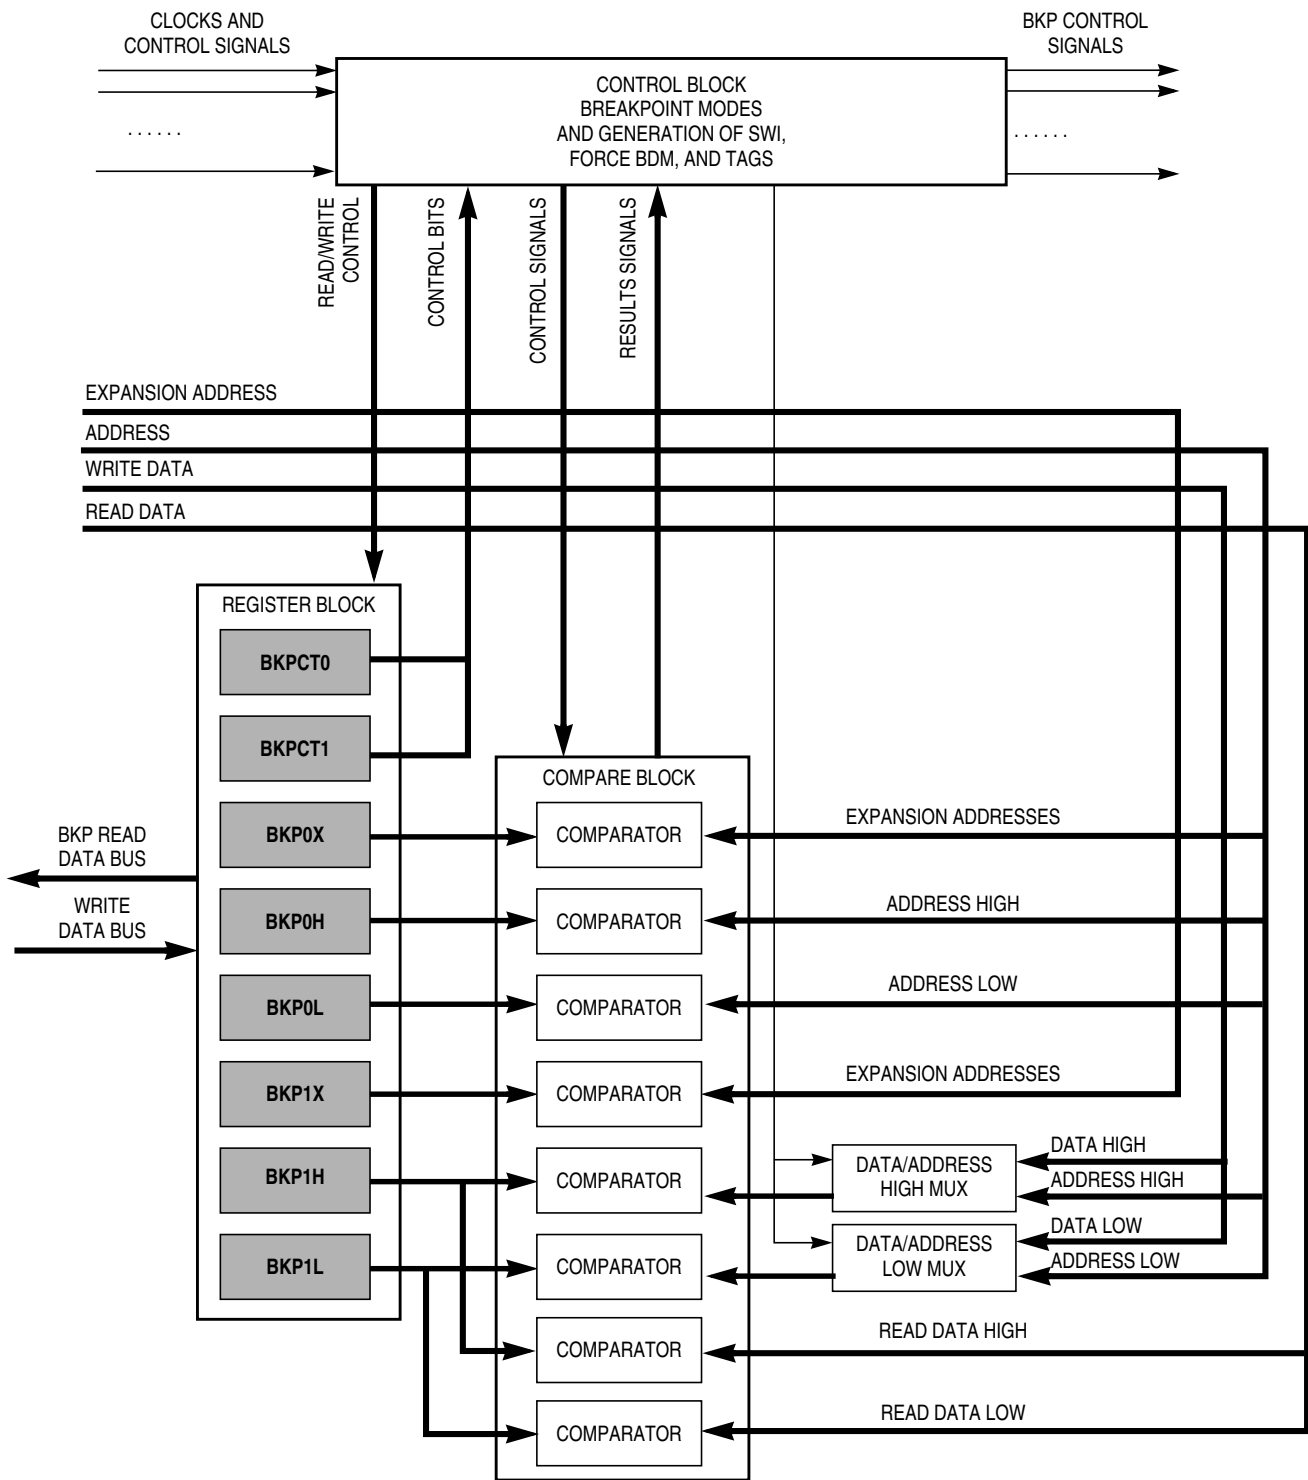 CLOCKS AND
CONTROL SIGNALS
BKP CONTROL
SIGNALS
. . . . . .
CONTROL BLOCK
BREAKPOINT MODES
AND GENERATION OF SWI,
FORCE BDM, AND TAGS
. . . . . .
READ/WRITE
CONTROL
CONTROL BITS
CONTROL SIGNALS
RESULTS SIGNALS
EXPANSION ADDRESS
ADDRESS
WRITE DATA
READ DATA
REGISTER BLOCK
BKPCT0
BKPCT1
COMPARE BLOCK
BKP READ
DATA BUS
WRITE
DATA BUS
BKP0X
COMPARATOR
EXPANSION ADDRESSES
BKP0H
COMPARATOR
ADDRESS HIGH
BKP0L
COMPARATOR
ADDRESS LOW
BKP1X
COMPARATOR
EXPANSION ADDRESSES
BKP1H
COMPARATOR
DATA/ADDRESS
HIGH MUX
DATA HIGH
ADDRESS HIGH
BKP1L
COMPARATOR
DATA/ADDRESS
LOW MUX
DATA LOW
ADDRESS LOW
COMPARATOR
READ DATA HIGH
COMPARATOR
READ DATA LOW